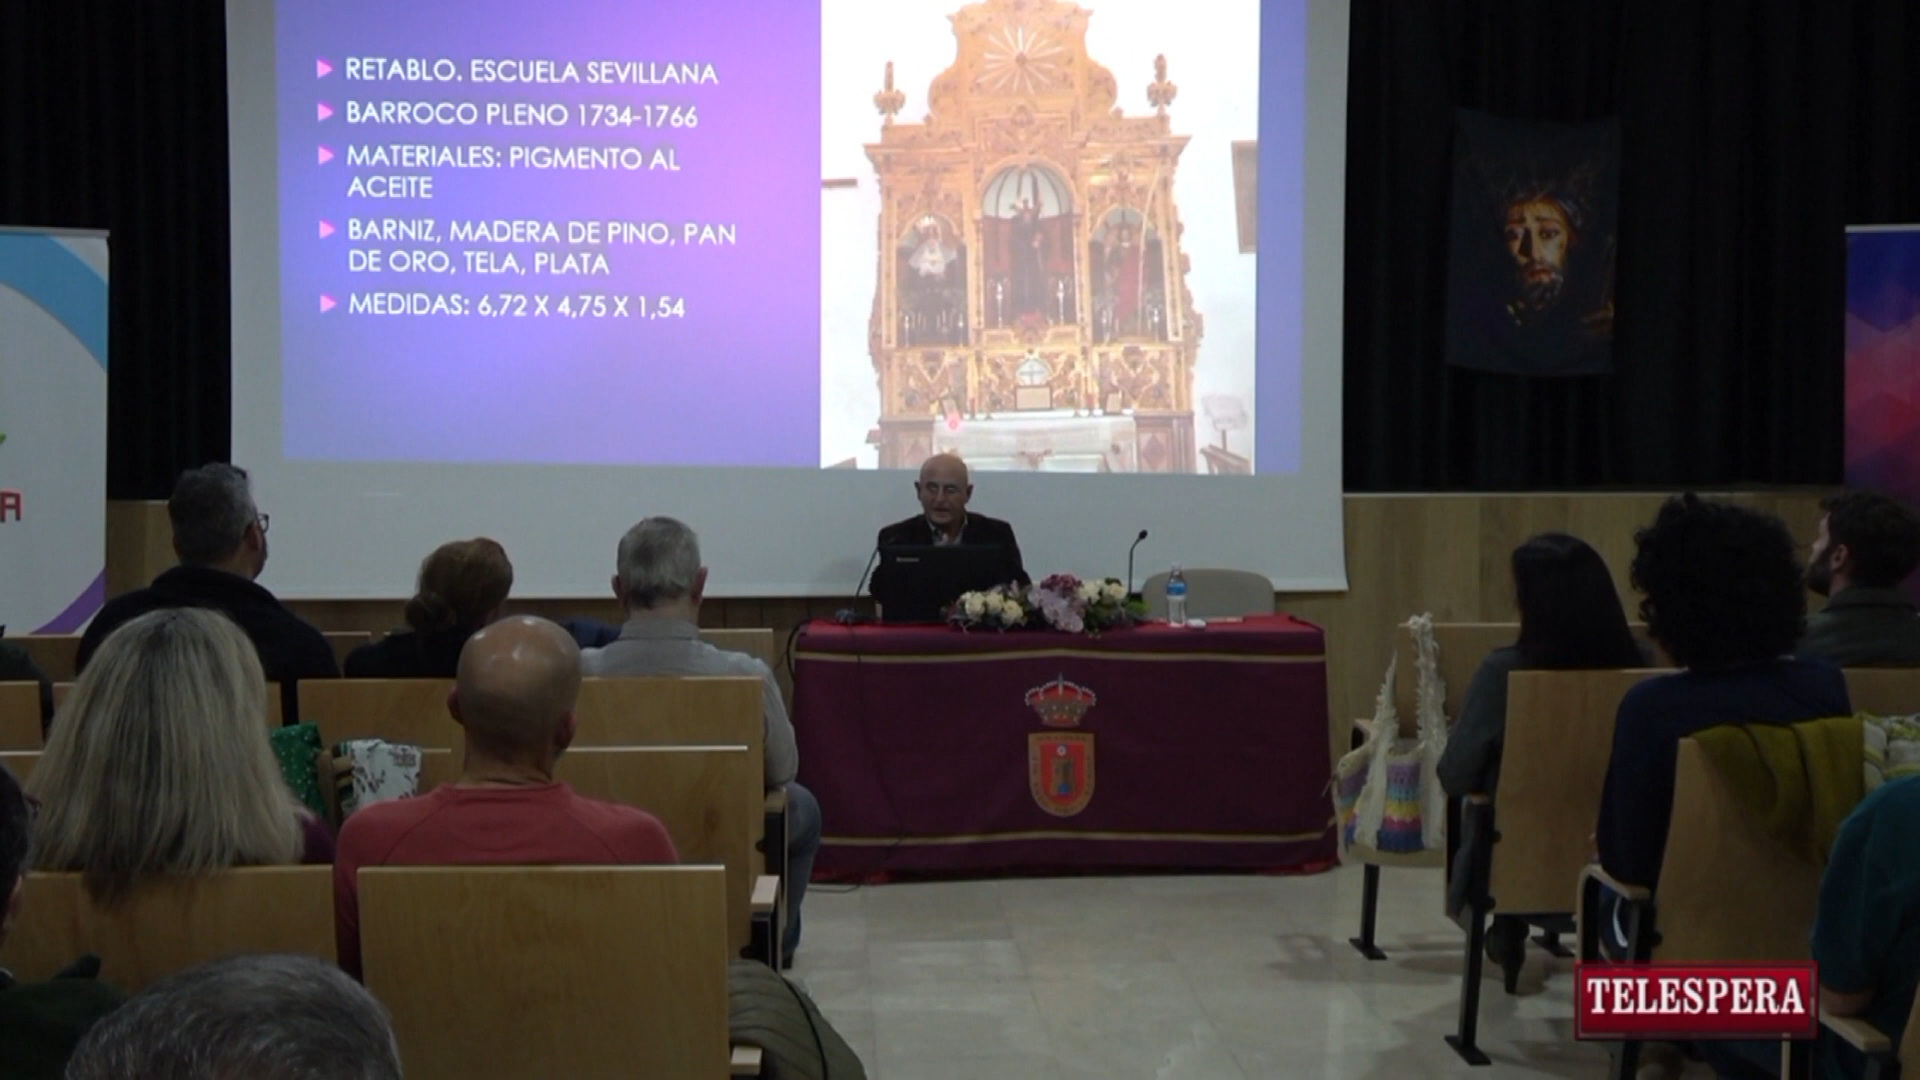 RETABLO. ESCUELA SEVILLANA
BARROCO PLENO 1734-1766
MATERIALES: PIGMENTO AL
ACEITE
BARNIZ, MADERA DE PINO, PAN
DE ORO, TELA, PLATA
MEDIDAS: 6,72 X 4,75 X 1,54
TELESPERA